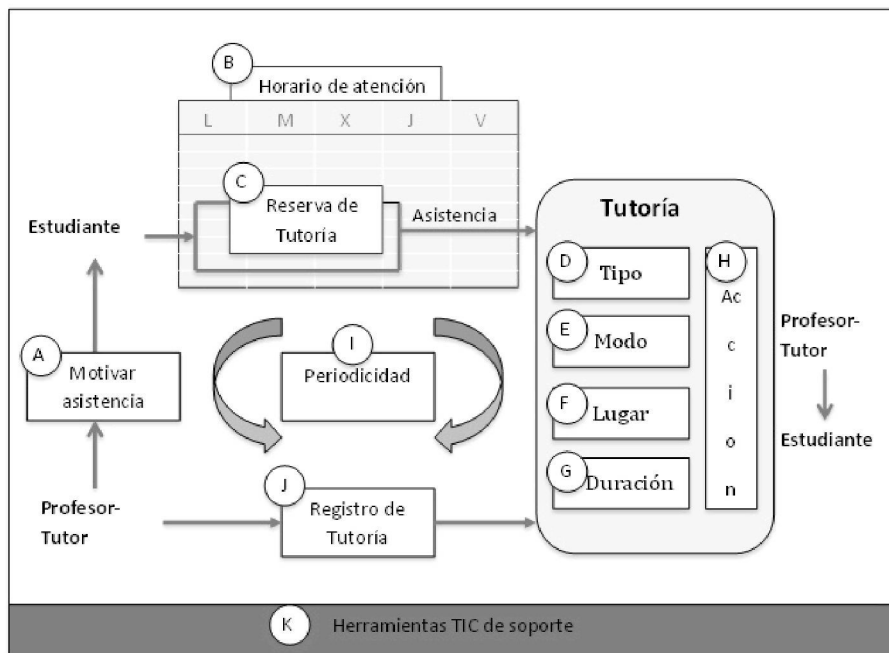 B
Horario de atención
L M X J V
C
Reserva de
Tutoría
Estudiante
Asistencia
Tutoría
D
Tipo
E
Modo
F
Lugar
G
Duración
H
Ac
c
i
o
n
Profesor-
Tutor
Estudiante
A
Motivar
asistencia
I
Periodicidad
Profesor-
Tutor
J
Registro de
Tutoría
K
Herramientas TIC de soporte